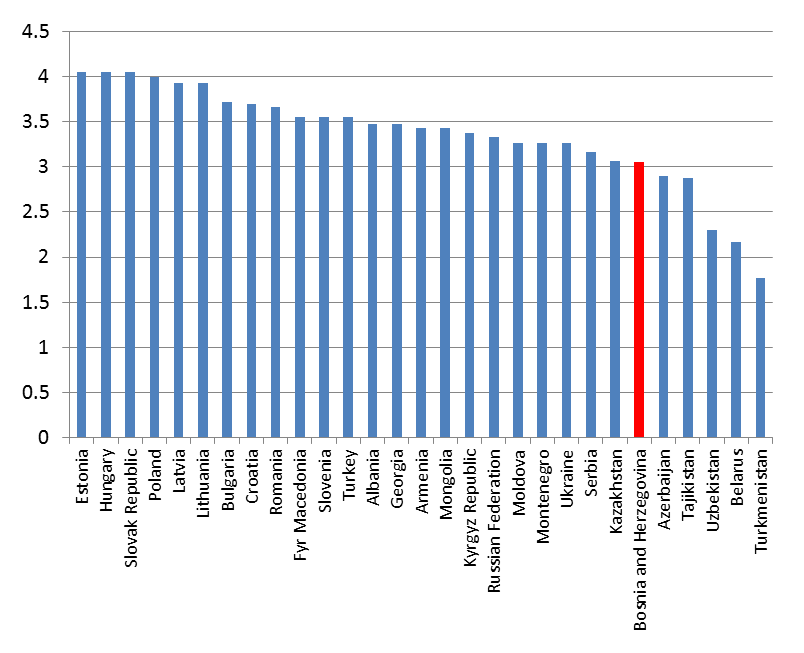 4.5
4
3.5
3
2.5
2
1.5
1
0.5
0
Estonia
Hungary
Slovak Republic
Poland
Latvia
Lithuania
Bulgaria
Croatia
Romania
Fyr Macedonia
Slovenia
Turkey
Albania
Georgia
Armenia
Mongolia
Kyrgyz Republic
Russian Federation
Moldova
Montenegro
Ukraine
Serbia
Kazakhstan
Bosnia and Herzegovina
Azerbaijan
Tajikistan
Uzbekistan
Belarus
Turkmenistan